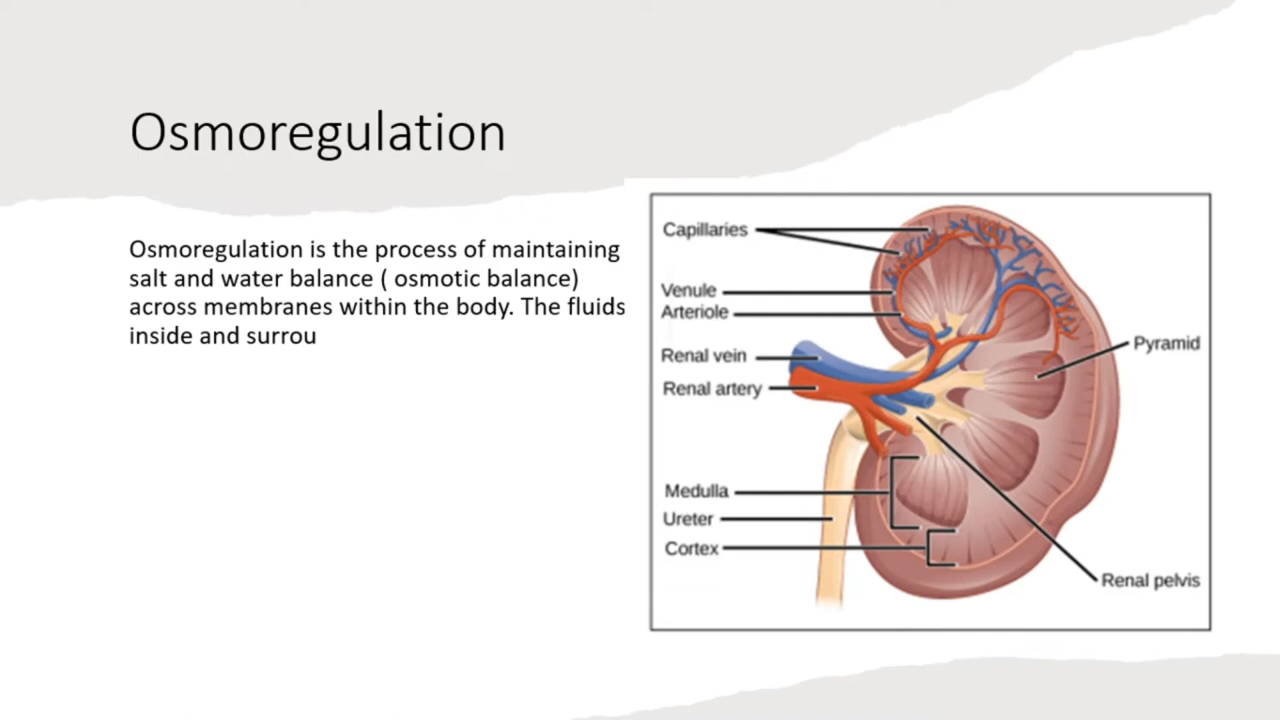 Osmoregulation
Osmoregulation is the process of maintaining
salt and water balance ( osmotic balance)
across membranes within the body. The fluids
inside and surrou
Capillaries
Venule
Arteriole
Renal vein
Renal artery
Pyramid
Medulla
Ureter
Cortex
Renal pelvis